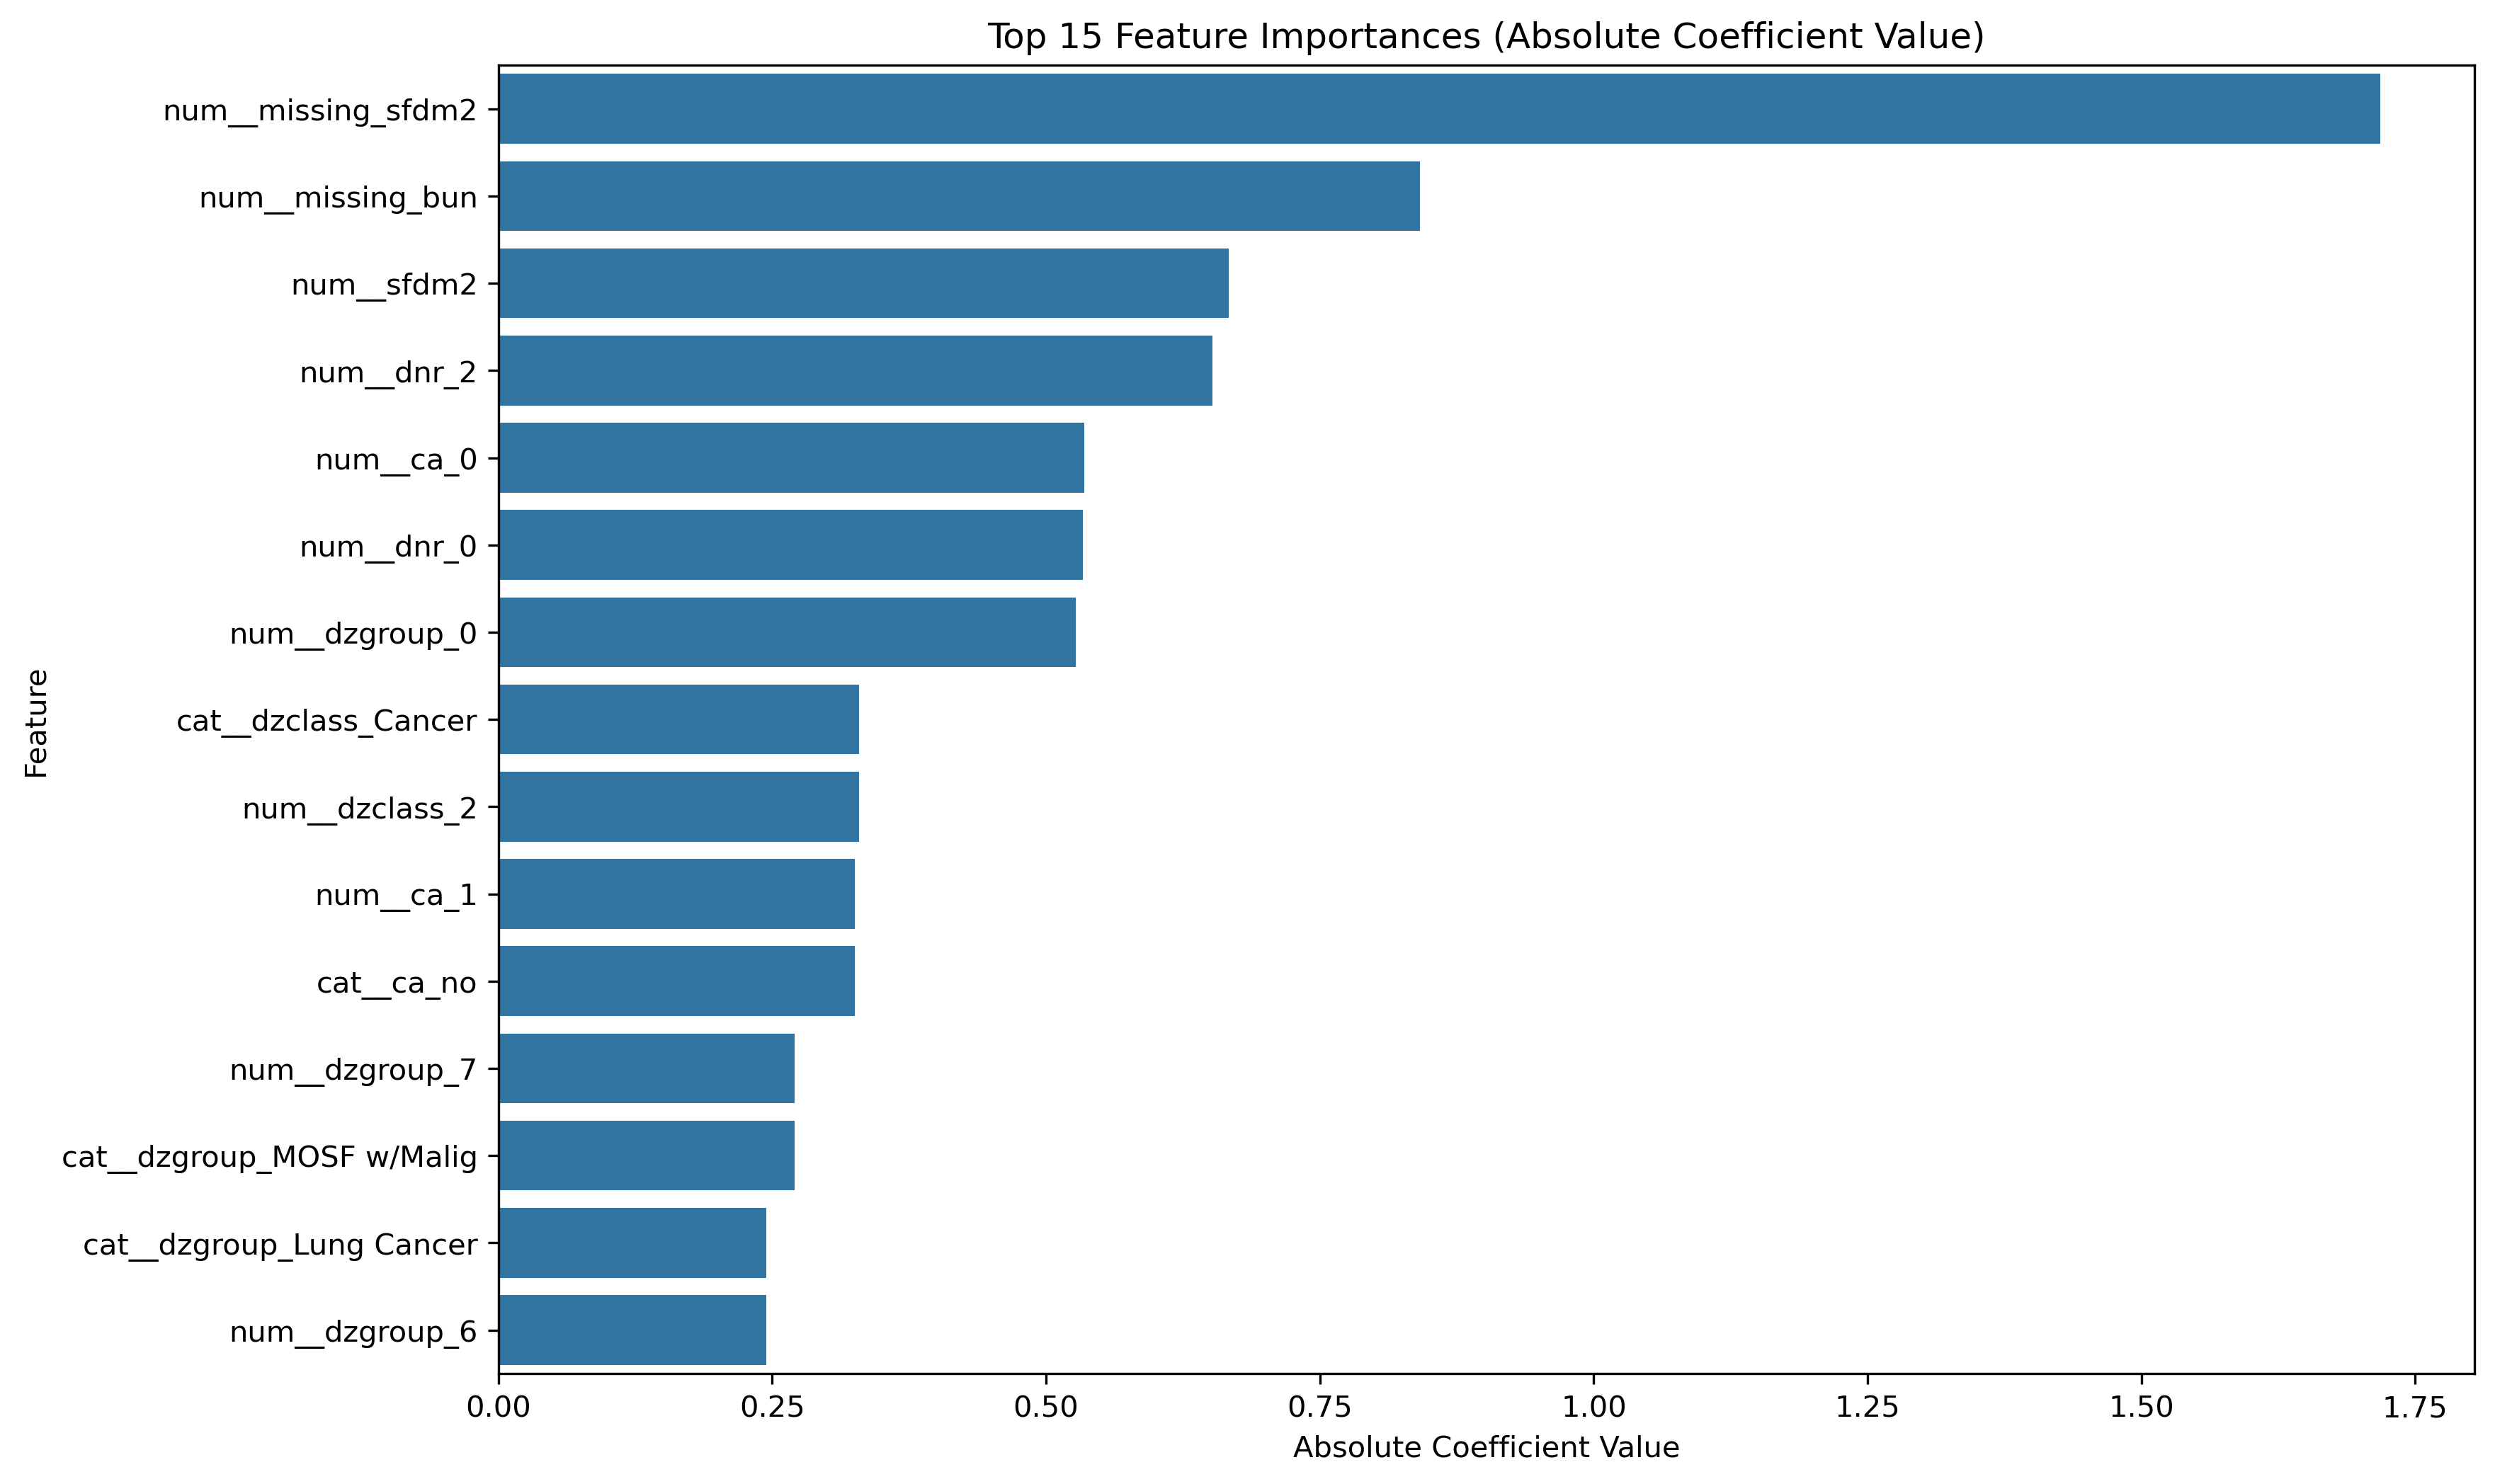 Top 15 Feature Importances (Absolute Coefficient Value)
num__missing_sfdm2
num__missing_bun
num__sfdm2
num__dnr_2
num__ca_0
num__dnr_0
num__dzgroup_0
cat__dzclass_Cancer
num__dzclass_2
num__ca_1
cat__ca_no
num__dzgroup_7
cat__dzgroup_MOSF w/Malig
cat__dzgroup_Lung Cancer
num__dzgroup_6
Feature
0.00 0.25 0.50 0.75 1.00 1.25 1.50 1.75
Absolute Coefficient Value